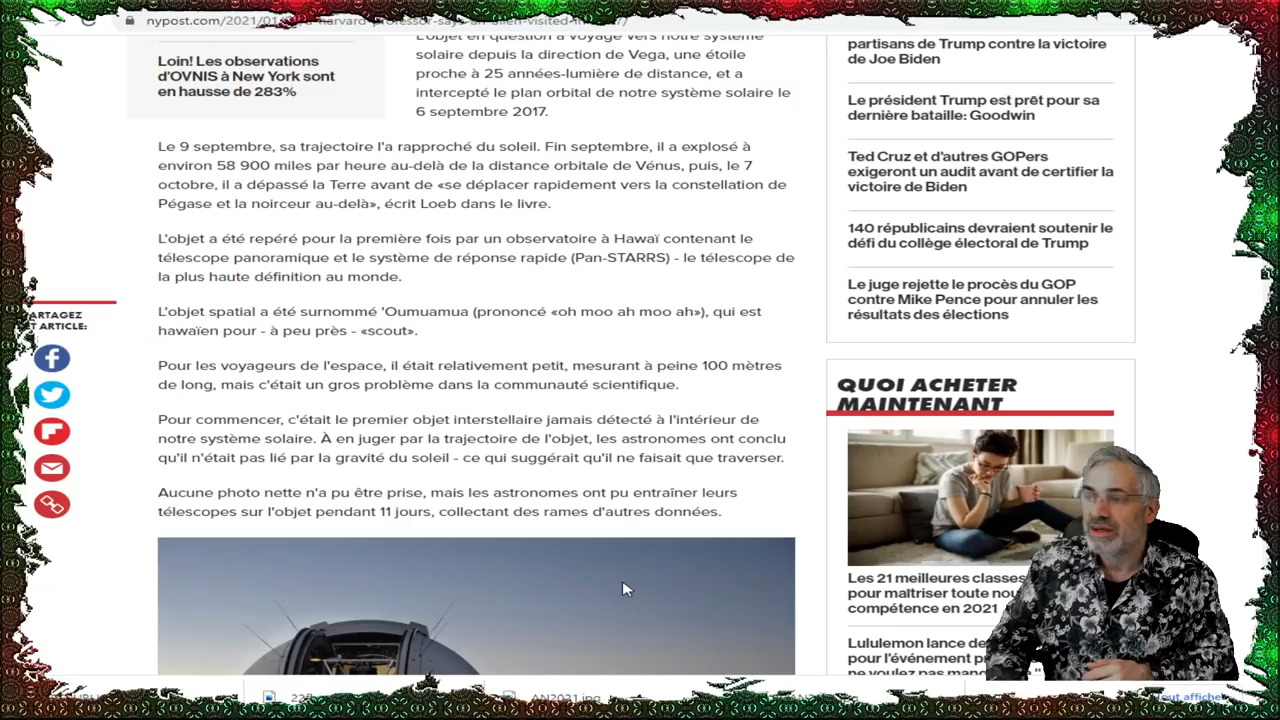 nypost.com/2021/01
Loin! Les observations
d'OVNIS à New York sont
en hausse de 283%
L'objet en question a voyagé vers notre système
solaire depuis la direction de Vega, une étoile
proche à 25 années-lumière de distance, et a
intercepté le plan orbital de notre système solaire le
6 septembre 2017.
Le 9 septembre, sa trajectoire l'a rapproché du soleil. Fin septembre, il a explosé à
environ 58 900 miles par heure au-delà de la distance orbitale de Vénus, puis, le 7
octobre, il a dépassé la Terre avant de «se déplacer rapidement vers la constellation de
Pégase et la noirceur au-delà», écrit Loeb dans le livre.
L'objet a été repéré pour la première fois par un observatoire à Hawaï contenant le
télescope panoramique et le système de réponse rapide (Pan-STARRS) - le télescope de
la plus haute définition au monde.
L'objet spatial a été surnommé 'Oumuamua (prononcé «oh moo ah moo ah»), qui est
hawaïen pour - à peu près - «scout».
Pour les voyageurs de l'espace, il était relativement petit, mesurant à peine 100 mètres
de long, mais c'était un gros problème dans la communauté scientifique.
Pour commencer, c'était le premier objet interstellaire jamais détecté à l'intérieur de
notre système solaire. À en juger par la trajectoire de l'objet, les astronomes ont conclu
qu'il n'était pas lié par la gravité du soleil - ce qui suggérait qu'il ne faisait que traverser.
Aucune photo nette n'a pu être prise, mais les astronomes ont pu entraîner leurs
télescopes sur l'objet pendant 11 jours, collectant des rames d'autres données.
ARTAGEZ
ET ARTICLE:
partisans de Trump contre la victoire
de Joe Biden
Le président Trump est prêt pour sa
dernière bataille: Goodwin
Ted Cruz et d'autres GOPers
exigeront un audit avant de certifier la
victoire de Biden
140 républicains devraient soutenir le
défi du collège électoral de Trump
Le juge rejette le procès du GOP
contre Mike Pence pour annuler les
résultats des élections
QUOI ACHETER
MAINTENANT
Les 21 meilleures classes
pour maîtriser toute nou
compétence en 2021
Lululemon lance de
pour l'événement pr
ne voulez pas manq
AN2021.jpg
out affiche